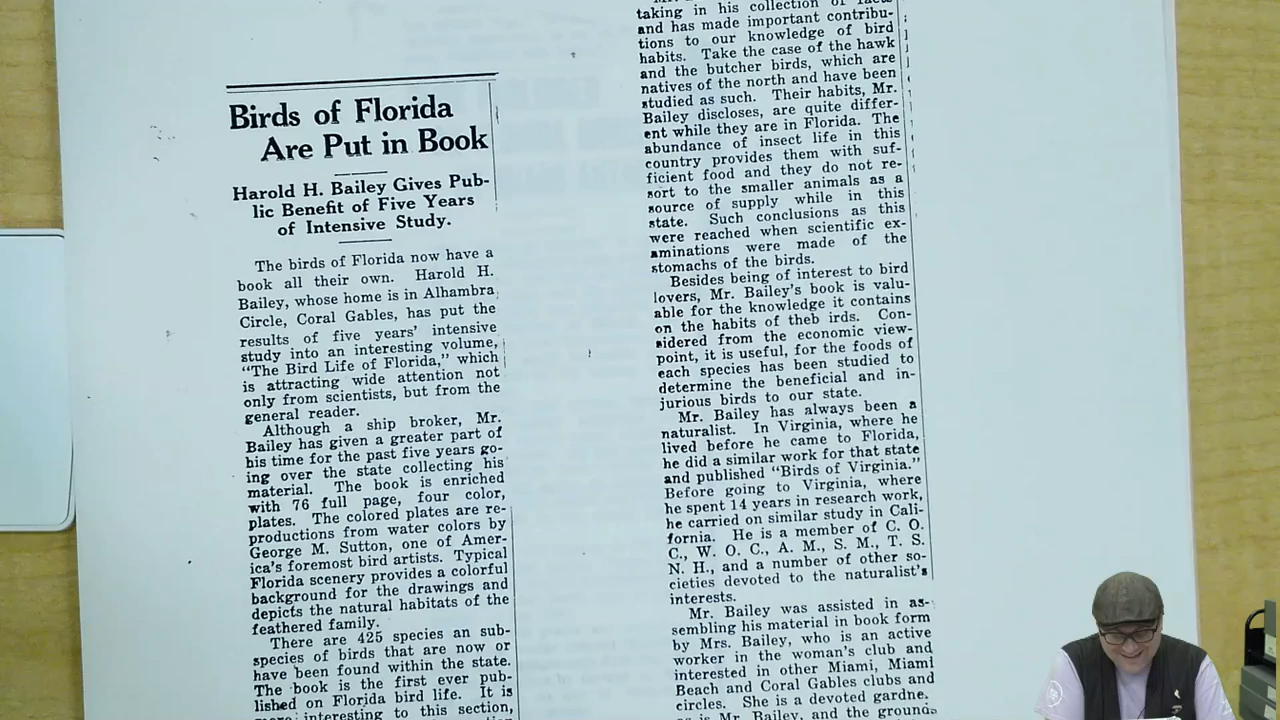 Birds of Florida
Are Put in Book
Harold H. Bailey Gives Pub-
lic Benefit of Five Years
of Intensive Study.
The birds of Florida now have a
book all their own. Harold H.
Bailey, whose home is in Alhambra
Circle, Coral Gables, has put the
results of five years' intensive
study into an interesting volume,
"The Bird Life of Florida," which
is attracting wide attention not
only from scientists, but from the
general reader.
Although a ship broker, Mr.
Bailey has given a greater part of
his time for the past five years go-
ing over the state collecting his
material. The book is enriched
with 76 full page, four color,
plates. The colored plates are re-
productions from water colors by
George M. Sutton, one of Amer-
ica's foremost bird artists. Typical
Florida scenery provides a colorful
background for the drawings and
depicts the natural habitats of the
feathered family.
There are 425 species an sub-
species of birds that are now or
have been found within the state.
The book is the first ever pub-
lished on Florida bird life. It is
interesting to this section,
taking in his collection of facts
and has made important contribu-
tions to our knowledge of bird
habits. Take the case of the hawk
and the butcher birds, which are
natives of the north and have been
studied as such. Their habits, Mr.
Bailey discloses, are quite differ-
ent while they are in Florida. The
abundance of insect life in this
country provides them with suf-
ficient food and they do not re-
sort to the smaller animals as a
source of supply while in this
state. Such conclusions as this
were reached when scientific ex-
aminations were made of the
stomachs of the birds.
Besides being of interest to bird
lovers, Mr. Bailey's book is valu-
able for the knowledge it contains
on the habits of theb irds. Con-
sidered from the economic view-
point, it is useful, for the foods of
each species has been studied to
determine the beneficial and in-
jurious birds to our state.
Mr. Bailey has always been a
naturalist. In Virginia, where he
lived before he came to Florida,
he did a similar work for that state
and published "Birds of Virginia."
Before going to Virginia, where
he spent 14 years in research work,
he carried on similar study in Cali-
fornia. He is a member of C. O.
C., W. O. C., A. M., S. M., T. S.
N. H., and a number of other so-
cieties devoted to the naturalist's
interests.
Mr. Bailey was assisted in as-
sembling his material in book form
by Mrs. Bailey, who is an active
worker in the woman's club and
interested in other Miami, Miami
Beach and Coral Gables clubs and
circles. She is a devoted gardne.
as is Mr. Bailey, and the grounds